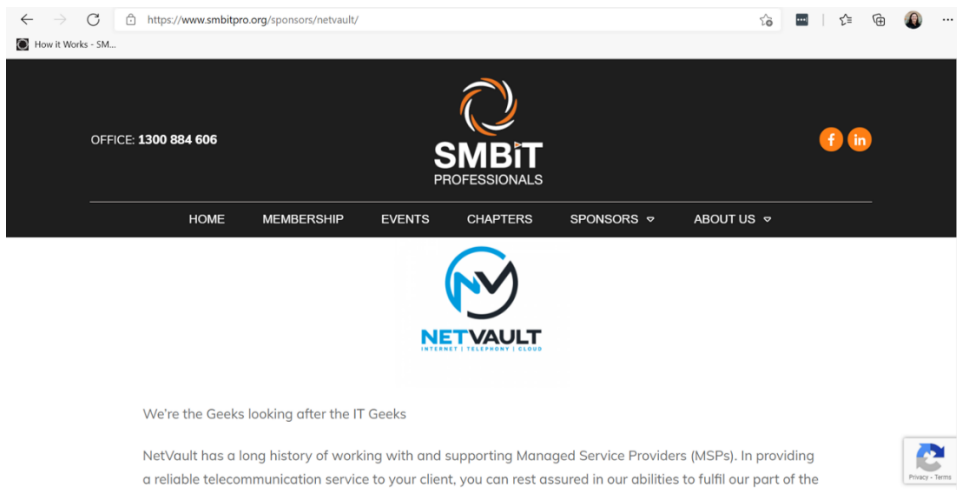 https://www.smbitpro.org/sponsors/netvault/
How it Works - SM...
OFFICE: 1300 884 606
SMBiT
PROFESSIONALS
f in
HOME MEMBERSHIP EVENTS CHAPTERS SPONSORS ABOUT US
NV
NETVAULT
INTERNET | TELEPHONY | CLOUD
We're the Geeks looking after the IT Geeks
NetVault has a long history of working with and supporting Managed Service Providers (MSPs). In providing
a reliable telecommunication service to your client, you can rest assured in our abilities to fulfil our part of the
Privacy - Terms